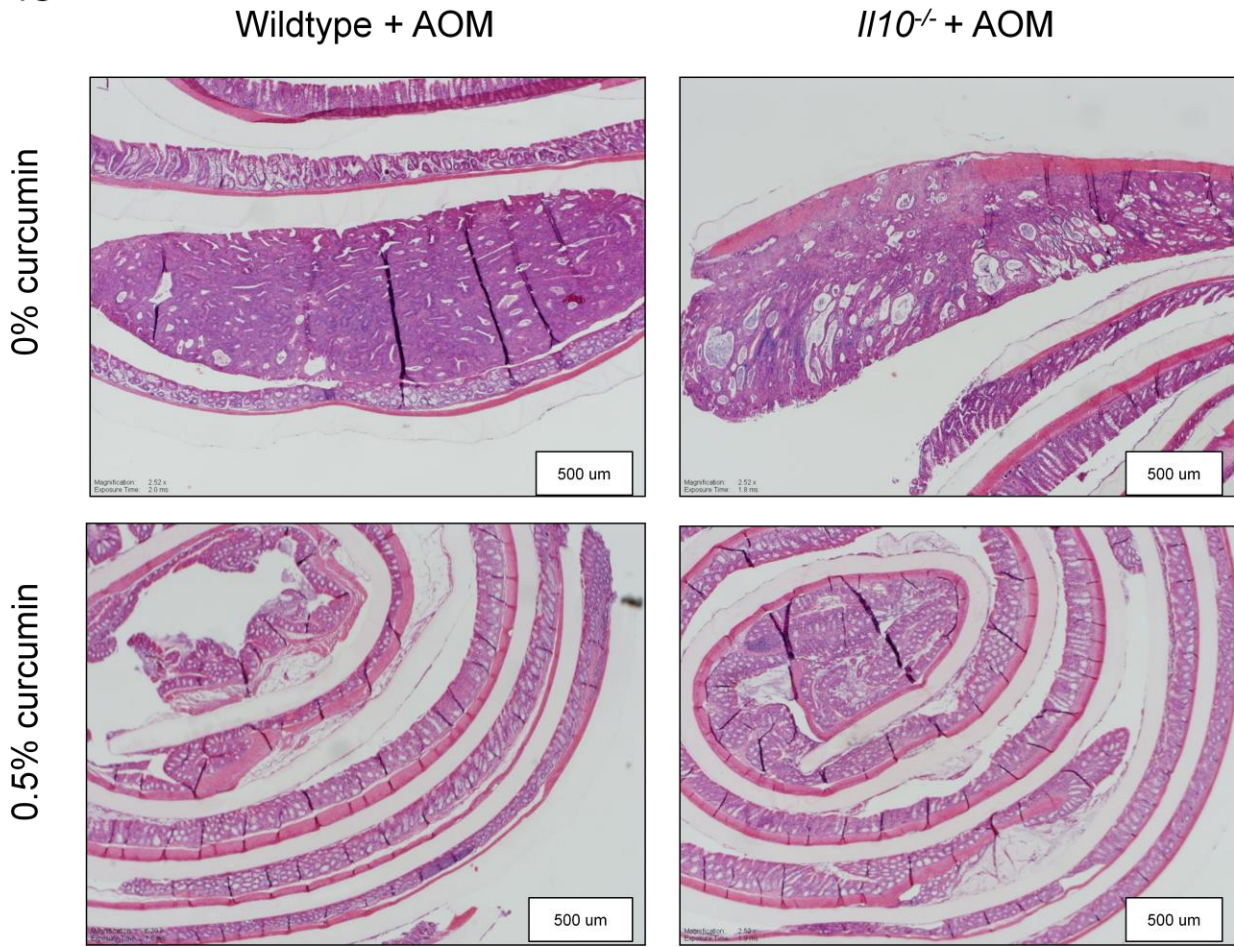 Wildtype + AOM
Il10-/- + AOM
0% curcumin
Magnification: 2.52 x
Exposure Time: 2.0 ms
500 um
Magnification: 2.52 x
Exposure Time: 1.8 ms
500 um
0.5% curcumin
500 um
500 um